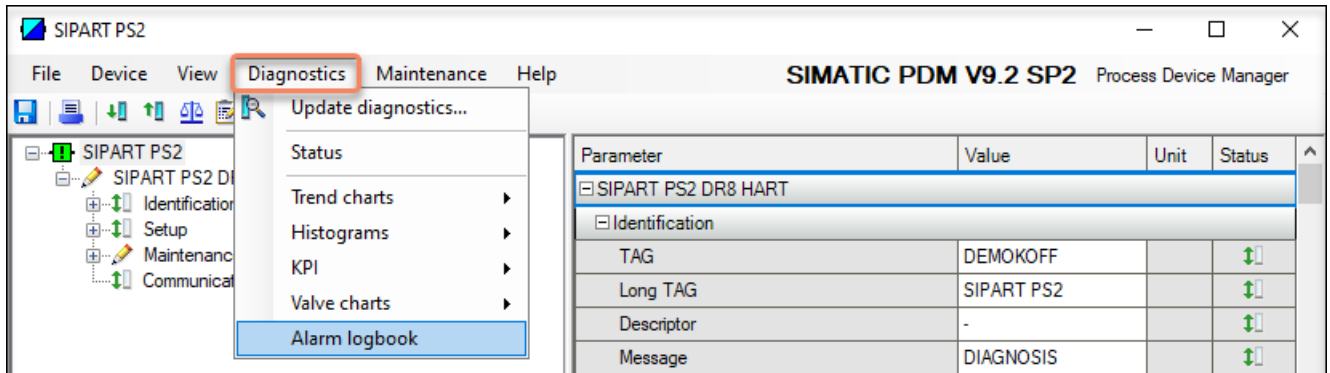 SIPART PS2
File Device View Diagnostics Maintenance Help SIMATIC PDM V9.2 SP2 Process Device Manager
Update diagnostics...
Status
Trend charts
Histograms
KPI
Valve charts
Alarm logbook
SIPART PS2
SIPART PS2 D
Identification
Setup
Maintenanc
Communicat
Parameter Value Unit Status
SIPART PS2 DR8 HART
Identification
TAG DEMOKOFF
Long TAG SIPART PS2
Descriptor -
Message DIAGNOSIS